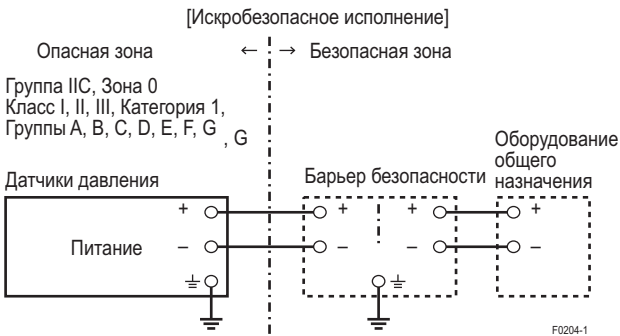 [Искробезопасное исполнение]
Опасная зона
← → Безопасная зона
Группа IIC, Зона 0
Класс I, II, III, Категория 1,
Группы A, B, C, D, E, F, G
, G
Датчики давления
Барьер безопасности
Оборудование
общего
назначения
+ + + +
Питание
– – – –
F0204-1